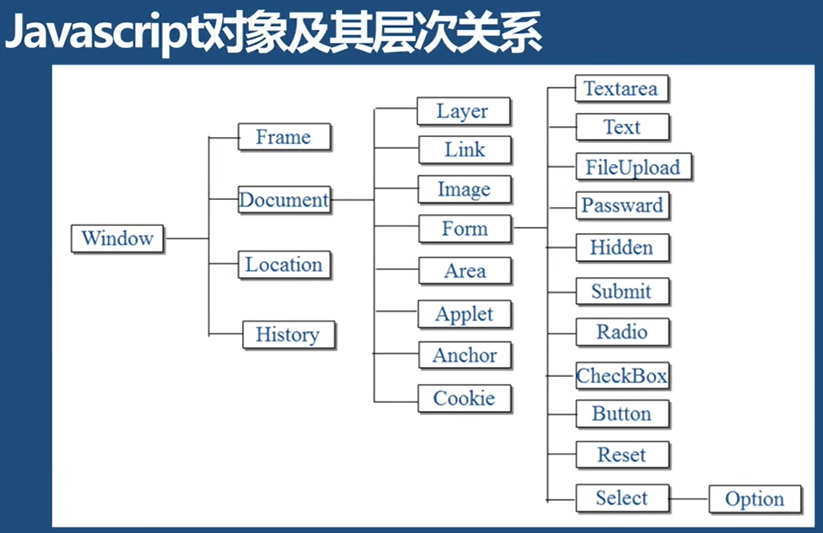 Javascript对象及其层次关系
Window
Frame
Document
Location
History
Layer
Link
Image
Form
Area
Applet
Anchor
Cookie
Textarea
Text
FileUpload
Passward
Hidden
Submit
Radio
CheckBox
Button
Reset
Select
Option